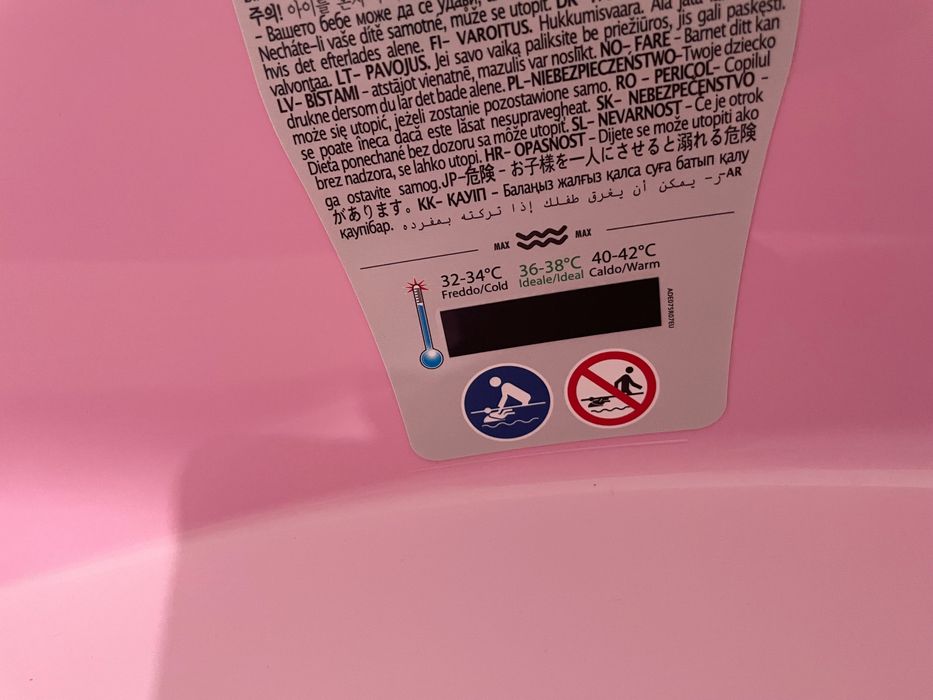 주의! 아이를 혼자
- Вашето бебе може да се удави,
Necháte-li vaše dítě samotné, může se utopit. DK
hvis det efterlades alene. FI- VAROITUS. Hukkumisvaara. Älä jätä
valvontaa. LT- PAVOJUS. Jei savo vaiką paliksite be priežiūros, jis gali paskęsti.
LV- BĪSTAMI - atstājot vienatnē, mazulis var noslīkt. NO- FARE - Barnet ditt kan
drukne dersom du lar det bade alene. PL-NIEBEZPIECZEŃSTWO-Twoje dziecko
może się utopić, jeżeli zostanie pozostawione samo. RO - PERICOL- Copilul
se poate îneca dacă este lăsat nesupravegheat. SK- NEBEZPEČENSTVO -
Dieťa ponechané bez dozoru sa môže utopiť. SL- NEVARNOST - Če je otrok
brez nadzora, se lahko utopi. HR- OPASNOST - Dijete se može utopiti ako
ga ostavite samog. JP-危険 - お子様を一人にさせると溺れる危険
があります。 KK- ҚАУІП - Балаңыз жалғыз қалса суға батып қалу
қаупібар. AR-ز- يمكن أن يغرق طفلك إذا تركته بمفرده
MAX MAX
32-34°C 36-38°C 40-42°C
Freddo/Cold Ideale/Ideal Caldo/Warm
ADE075R07EU